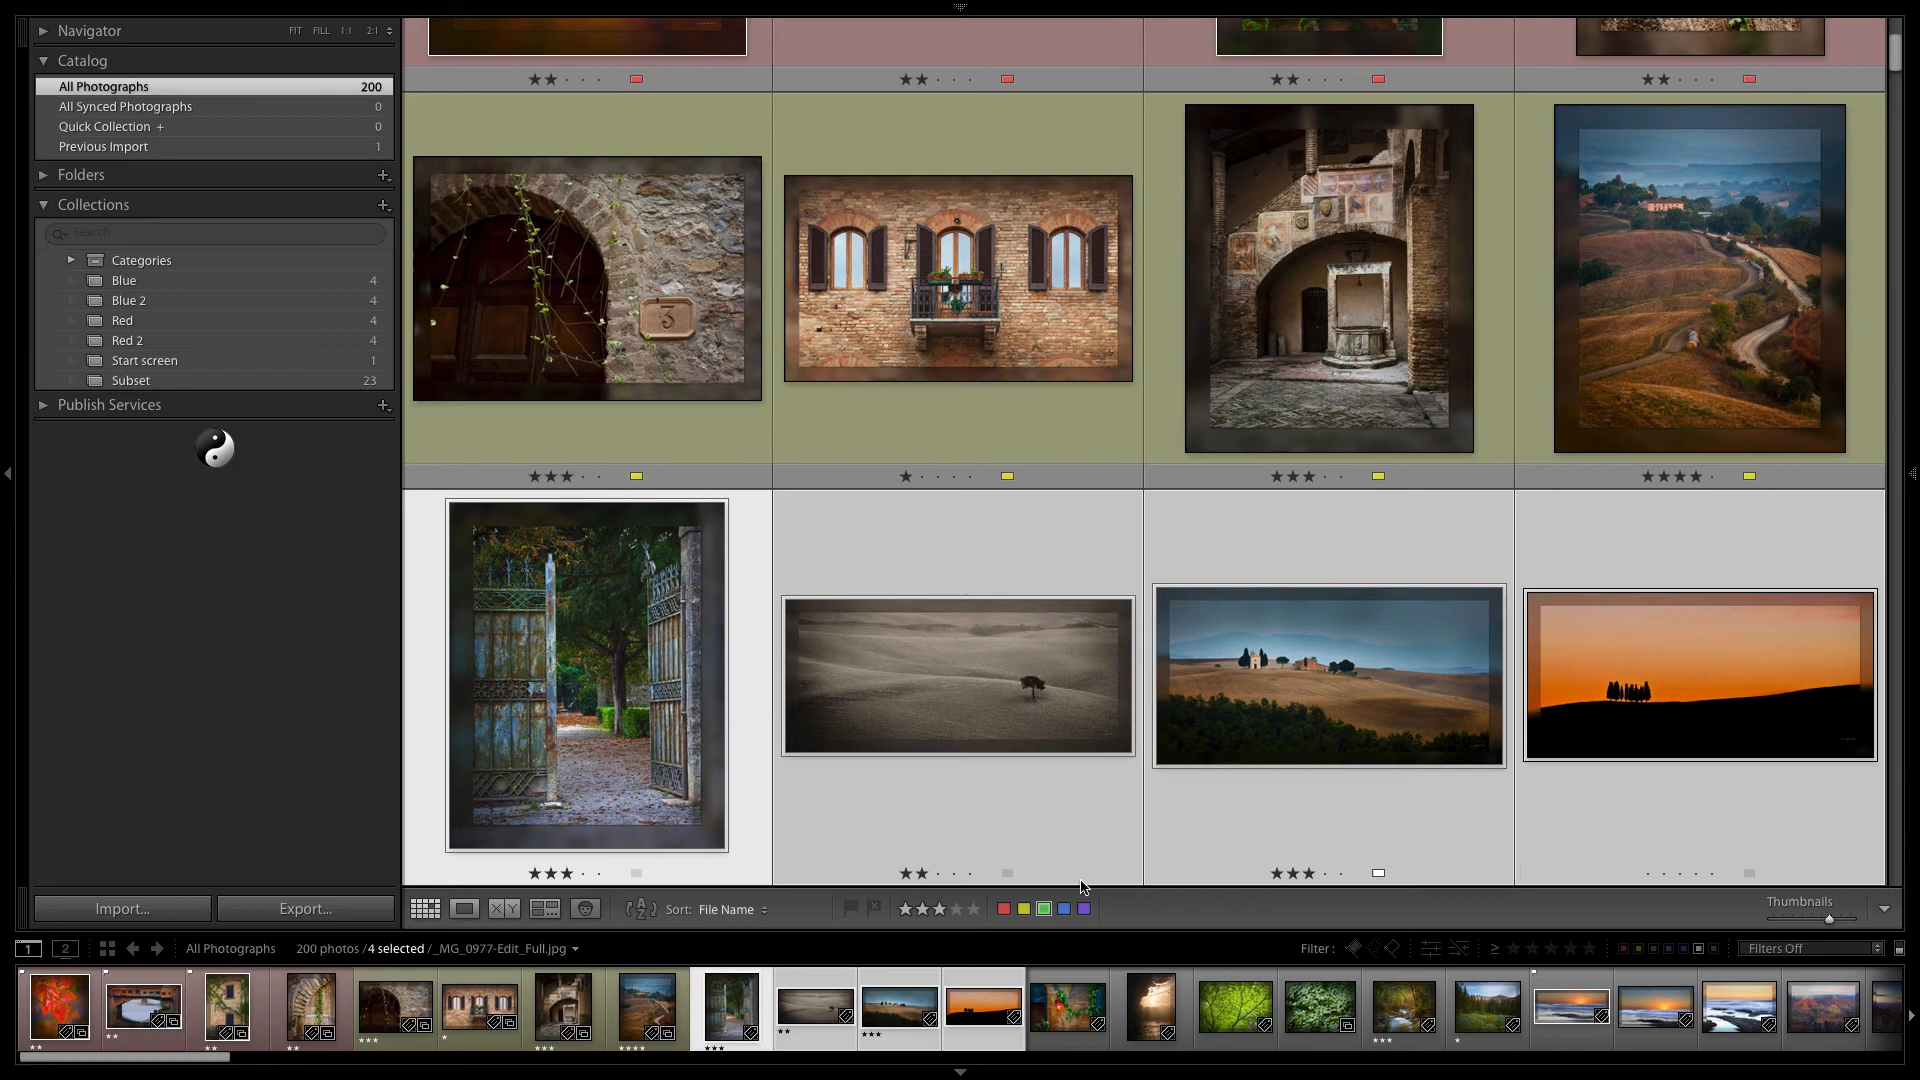 Navigator FIT FILL 1:1 2:1
Catalog
All Photographs 200
All Synced Photographs 0
Quick Collection + 0
Previous Import 1
Folders
Collections
Search
Categories
Blue 4
Blue 2 4
Red 4
Red 2 4
Start screen 1
Subset 23
Publish Services
3
Import... Export...
XY
Sort: File Name
Thumbnails
1 2 All Photographs 200 photos / 4 selected / _MG_0977-Edit_Full.jpg
Filter: Filters Off